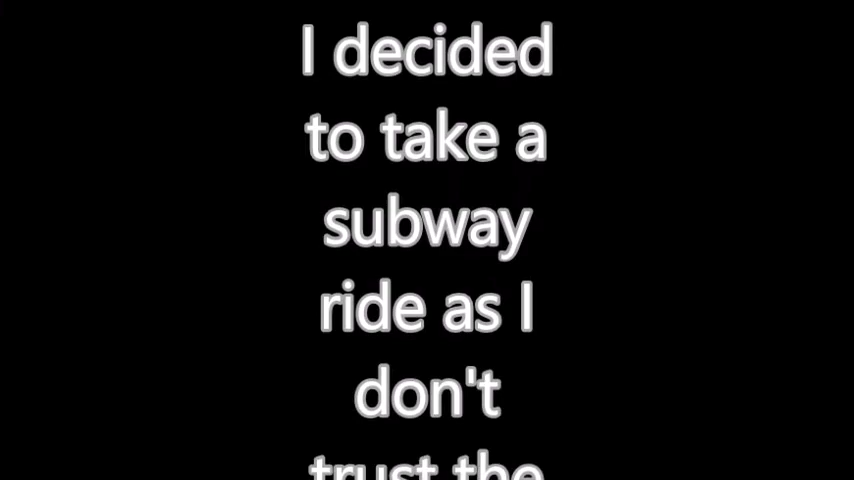 I decided
to take a
subway
ride as I
don't
trust the